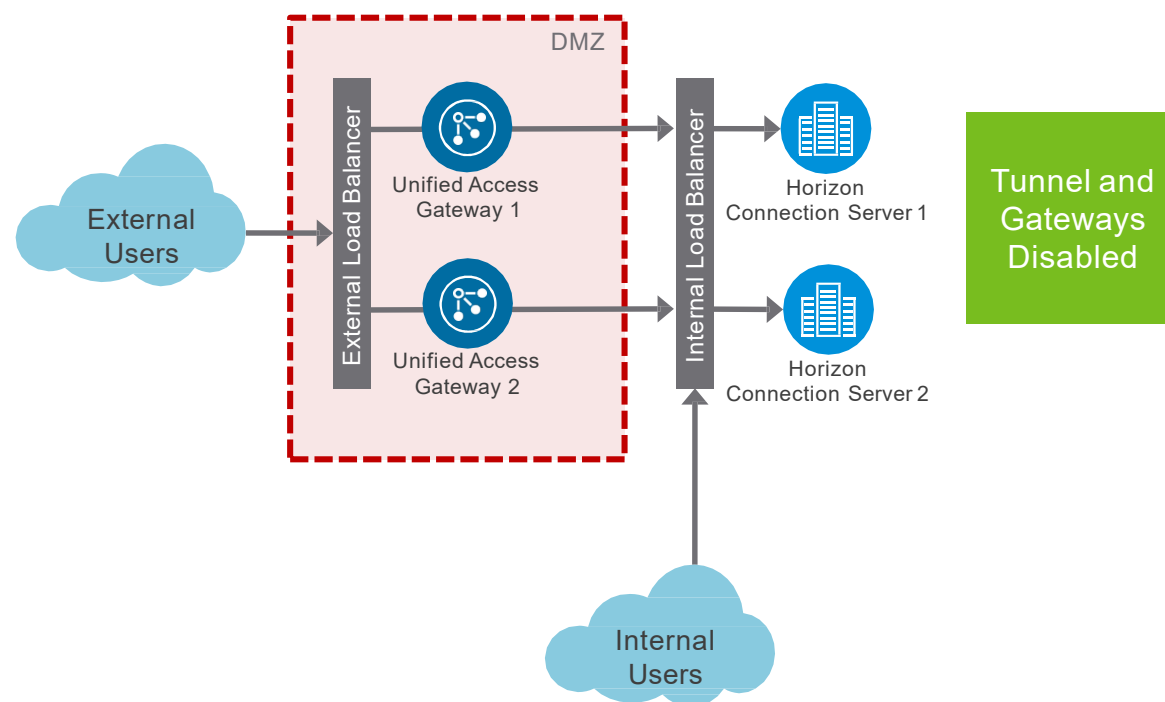 DMZ
External Load Balancer
Unified Access
Gateway 1
Internal Load Balancer
Horizon
Connection Server 1
Tunnel and
Gateways
Disabled
External
Users
Unified Access
Gateway 2
Horizon
Connection Server 2
Internal
Users